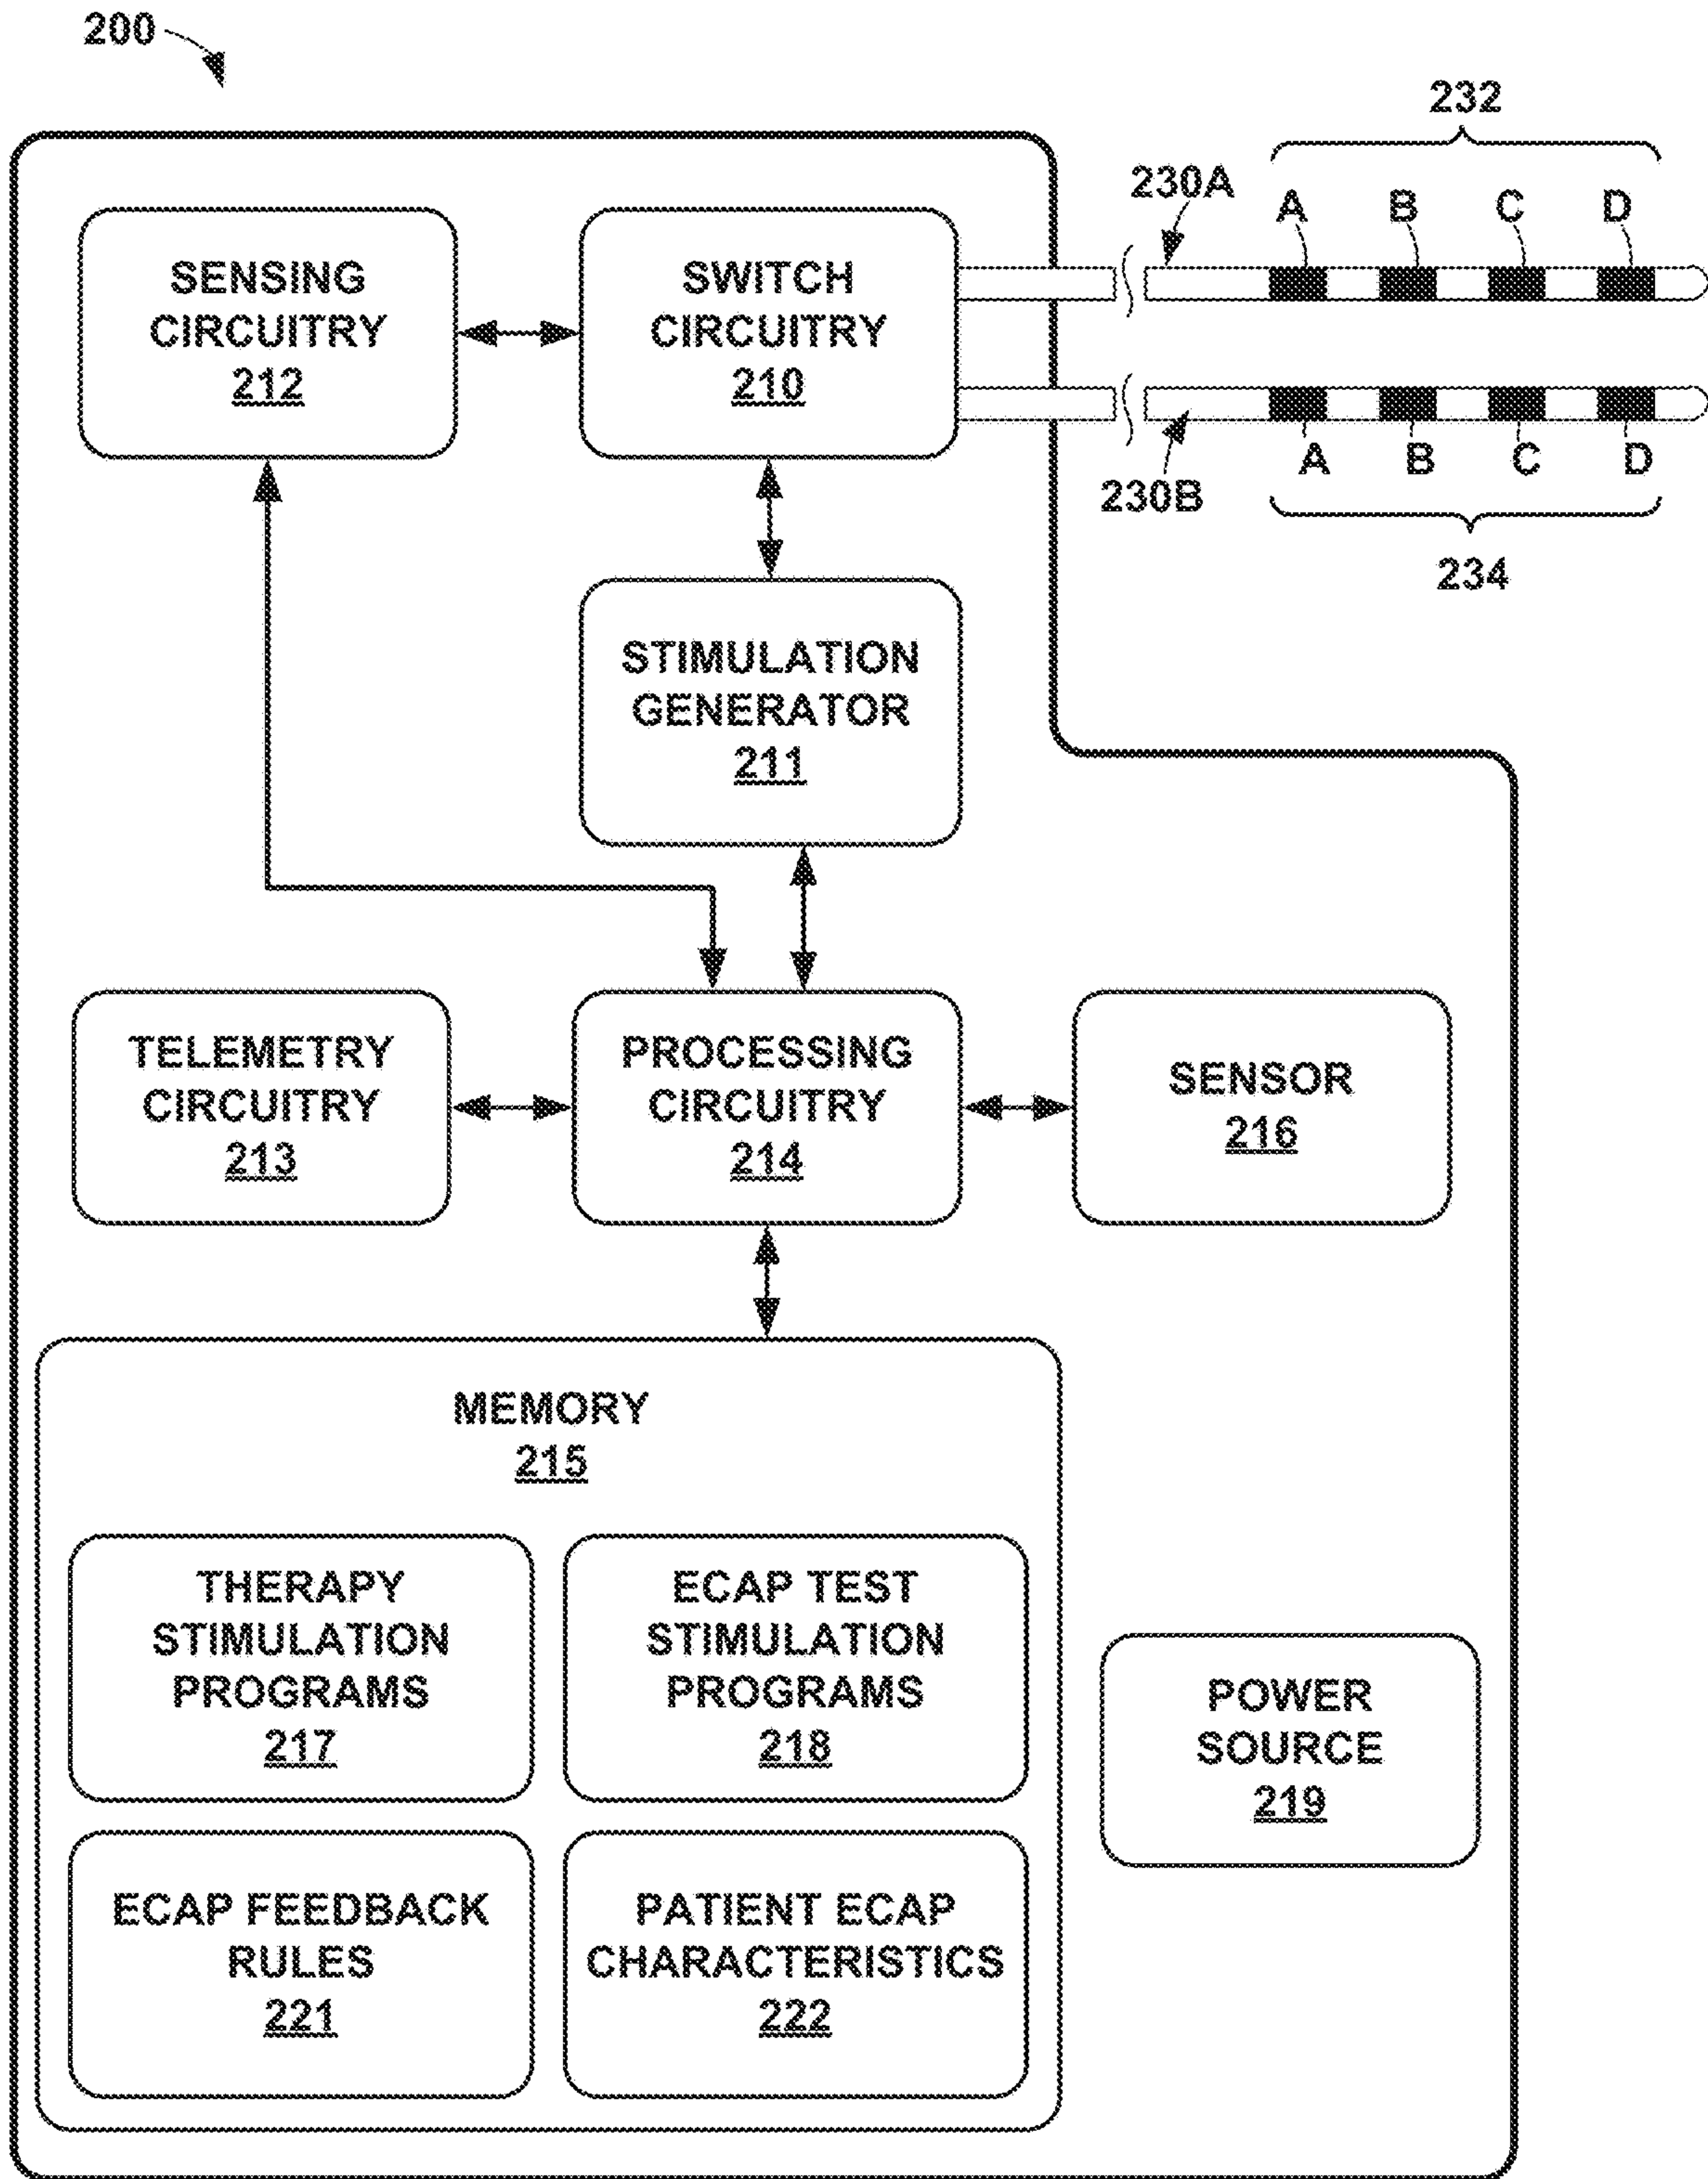 200
232
230A
A B C D
SENSING
CIRCUITRY
212
SWITCH
CIRCUITRY
210
A B C D
230B
234
STIMULATION
GENERATOR
211
TELEMETRY
CIRCUITRY
213
PROCESSING
CIRCUITRY
214
SENSOR
216
MEMORY
215
THERAPY
STIMULATION
PROGRAMS
217
ECAP TEST
STIMULATION
PROGRAMS
218
POWER
SOURCE
219
ECAP FEEDBACK
RULES
221
PATIENT ECAP
CHARACTERISTICS
222